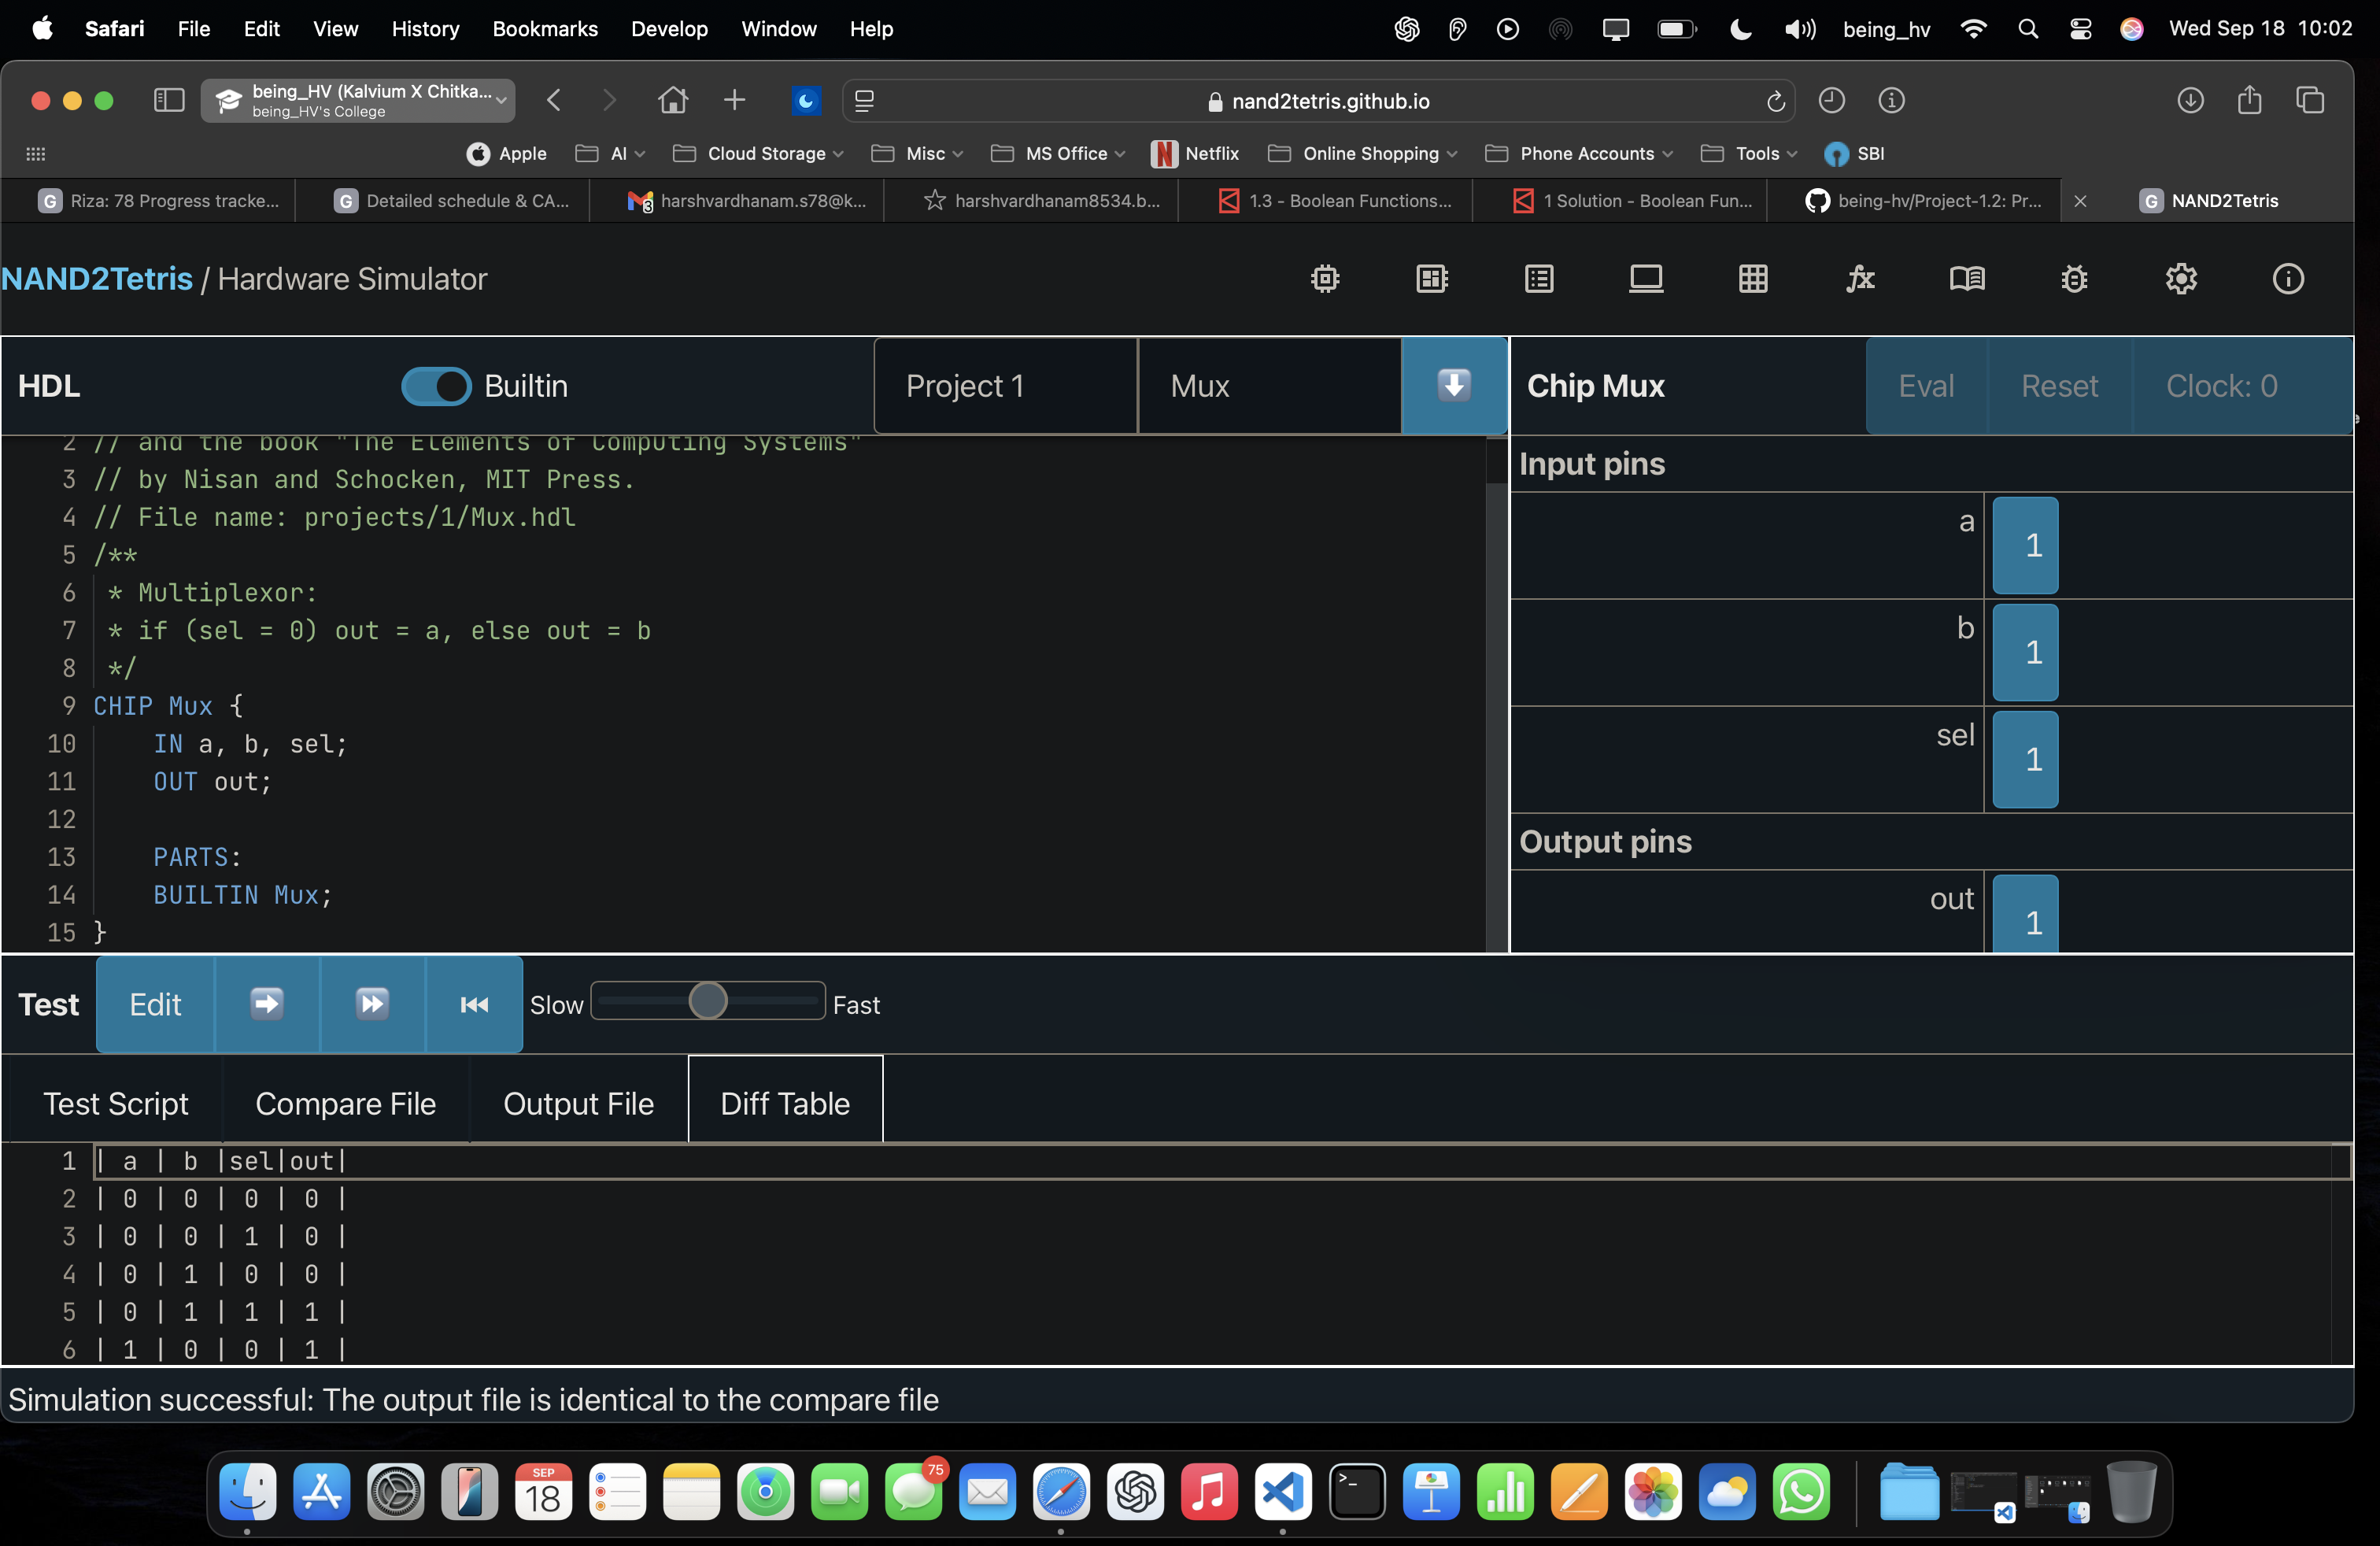 Safari File Edit View History Bookmarks Develop Window Help being_hv Wed Sep 18 10:02
being_HV (Kalvium X Chitka...
being_HV's College
nand2tetris.github.io
Apple AI Cloud Storage Misc MS Office Netflix Online Shopping Phone Accounts Tools SBI
G Riza: 78 Progress tracke... G Detailed schedule & CA... 3 harshvardhanam.s78@k... harshvardhanam8534.b... 1.3 - Boolean Functions... 1 Solution - Boolean Fun... being-hv/Project-1.2: Pr... G NAND2Tetris
NAND2Tetris / Hardware Simulator
HDL Builtin Project 1 Mux
2 // and the book "The Elements of Computing Systems"
3 // by Nisan and Schocken, MIT Press.
4 // File name: projects/1/Mux.hdl
5 /**
6 * Multiplexor:
7 * if (sel = 0) out = a, else out = b
8 */
9 CHIP Mux {
10 IN a, b, sel;
11 OUT out;
12
13 PARTS:
14 BUILTIN Mux;
15 }
Chip Mux Eval Reset Clock: 0
Input pins
a 1
b 1
sel 1
Output pins
out 1
Test Edit Slow Fast
Test Script Compare File Output File Diff Table
1 | a | b |sel|out|
2 | 0 | 0 | 0 | 0 |
3 | 0 | 0 | 1 | 0 |
4 | 0 | 1 | 0 | 0 |
5 | 0 | 1 | 1 | 1 |
6 | 1 | 0 | 0 | 1 |
Simulation successful: The output file is identical to the compare file
SEP
18
75